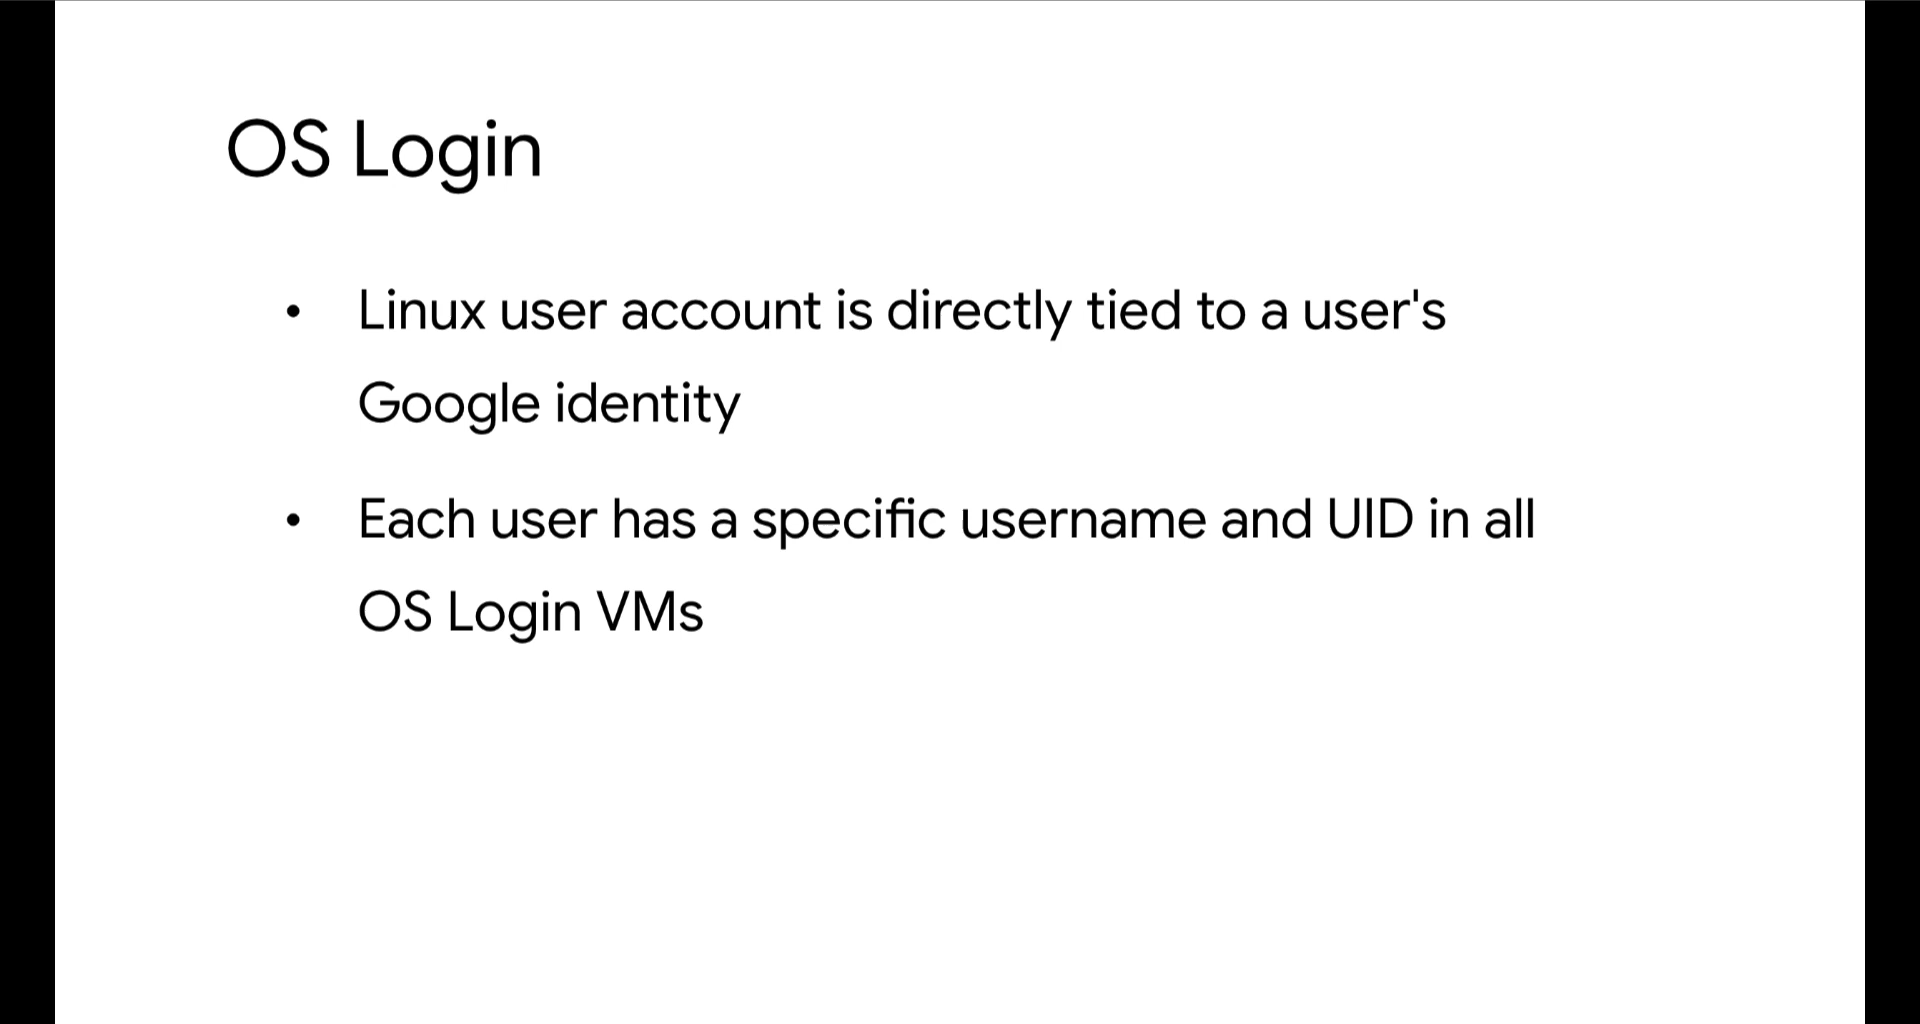 OS Login
• Linux user account is directly tied to a user's
Google identity
• Each user has a specific username and UID in all
OS Login VMs